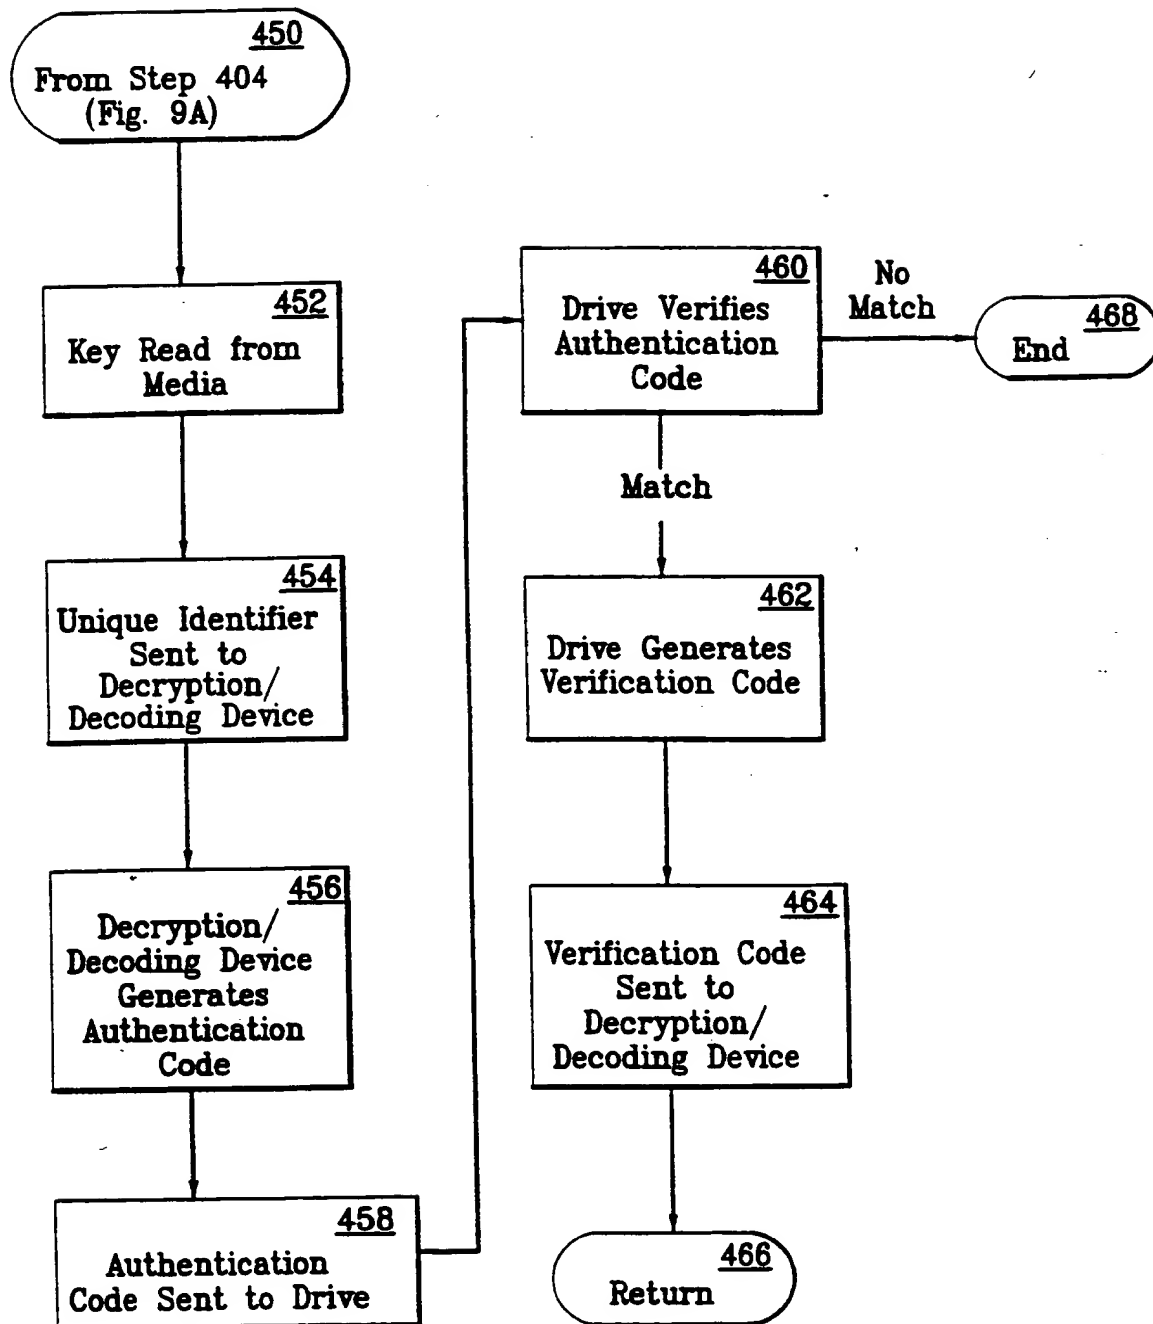 450
From Step 404
(Fig. 9A)
452
Key Read from
Media
454
Unique Identifier
Sent to
Decryption/
Decoding Device
456
Decryption/
Decoding Device
Generates
Authentication
Code
458
Authentication
Code Sent to Drive
460
Drive Verifies
Authentication
Code
No
Match
468
End
Match
462
Drive Generates
Verification Code
464
Verification Code
Sent to
Decryption/
Decoding Device
466
Return